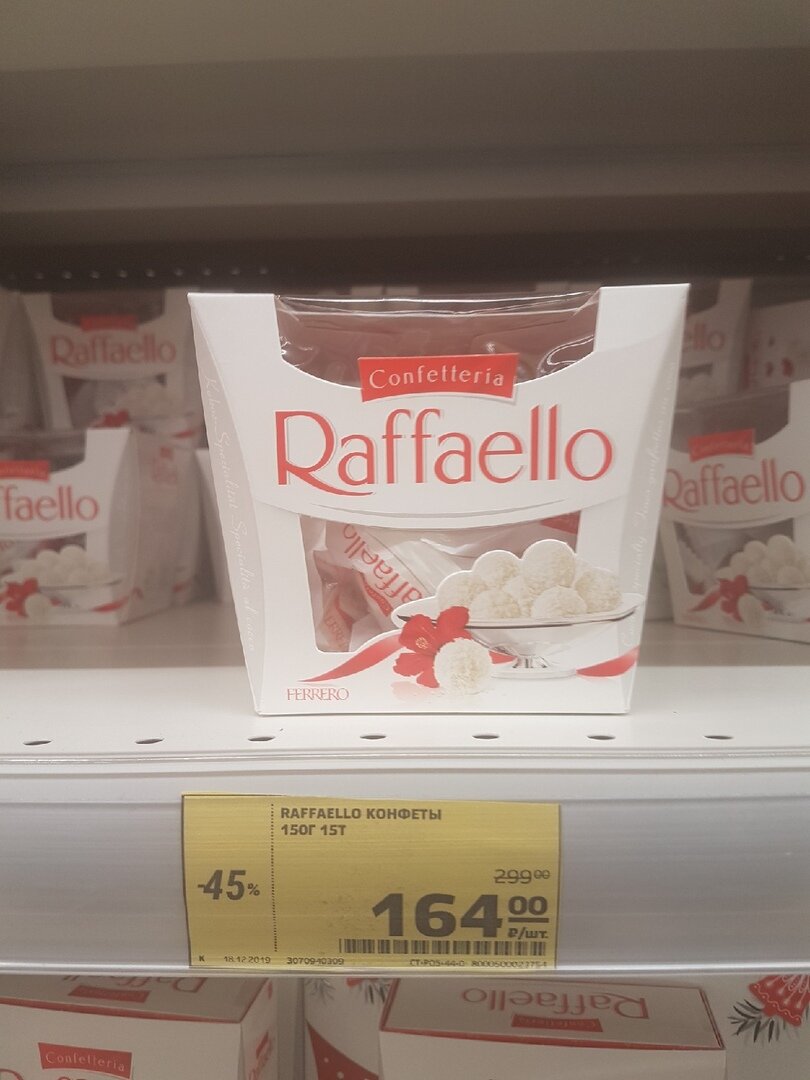 Raffaello
Confetteria
Raffaello
Raffaello
FERRERO
ffaello
Raffaello
RAFFAELLO КОНФЕТЫ
150Г 15Т
-45%
299 00
164 00
₽/шт.
К 18.12.2019 3070940309
Confetteria
Raffaello
Confetteria